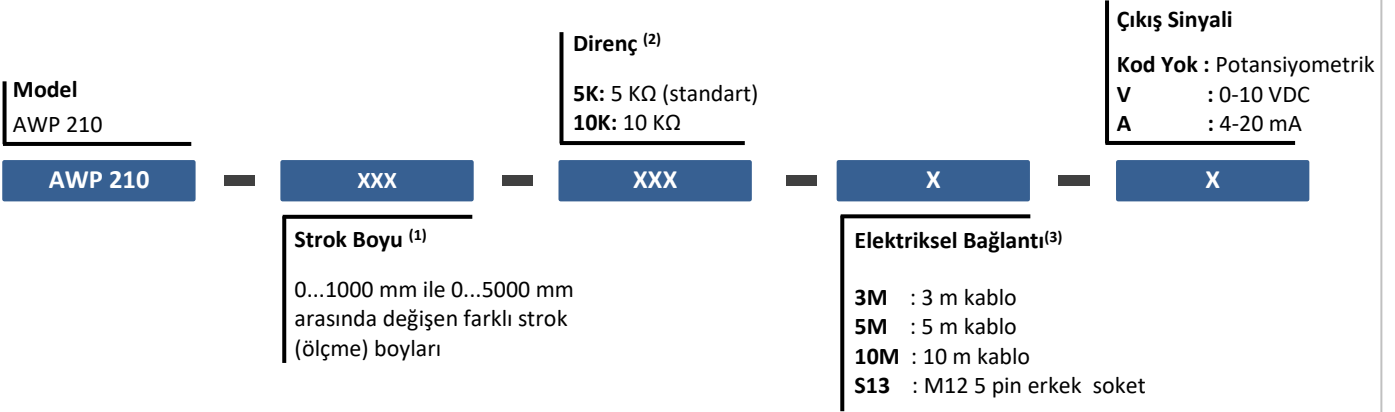 Model
AWP 210
Direnç (2)
5K: 5 KΩ (standart)
10K: 10 KΩ
Çıkış Sinyali
Kod Yok : Potansiyometrik
V : 0-10 VDC
A : 4-20 mA
AWP 210 – XXX – XXX – X – X
Strok Boyu (1)
0...1000 mm ile 0...5000 mm
arasında değişen farklı strok
(ölçme) boyları
Elektriksel Bağlantı(3)
3M : 3 m kablo
5M : 5 m kablo
10M : 10 m kablo
S13 : M12 5 pin erkek soket